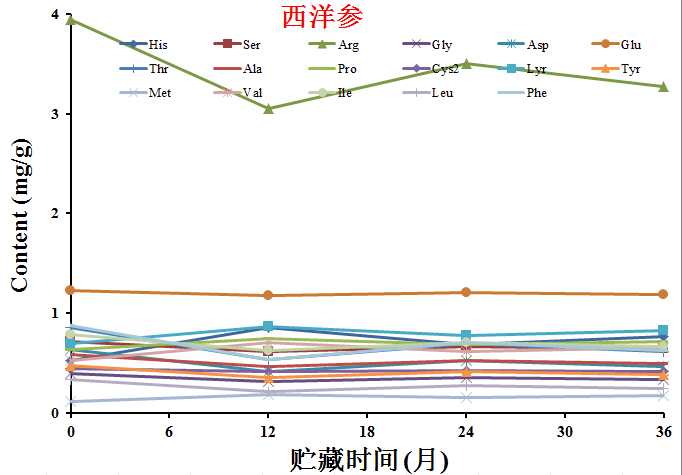 西洋参
4
His Ser Arg Gly Asp Glu
Thr Ala Pro Cys2 Lyr Tyr
Met Val Ile Leu Phe
3
2
1
0
Content (mg/g)
0 6 12 18 24 30 36
贮藏时间 (月)